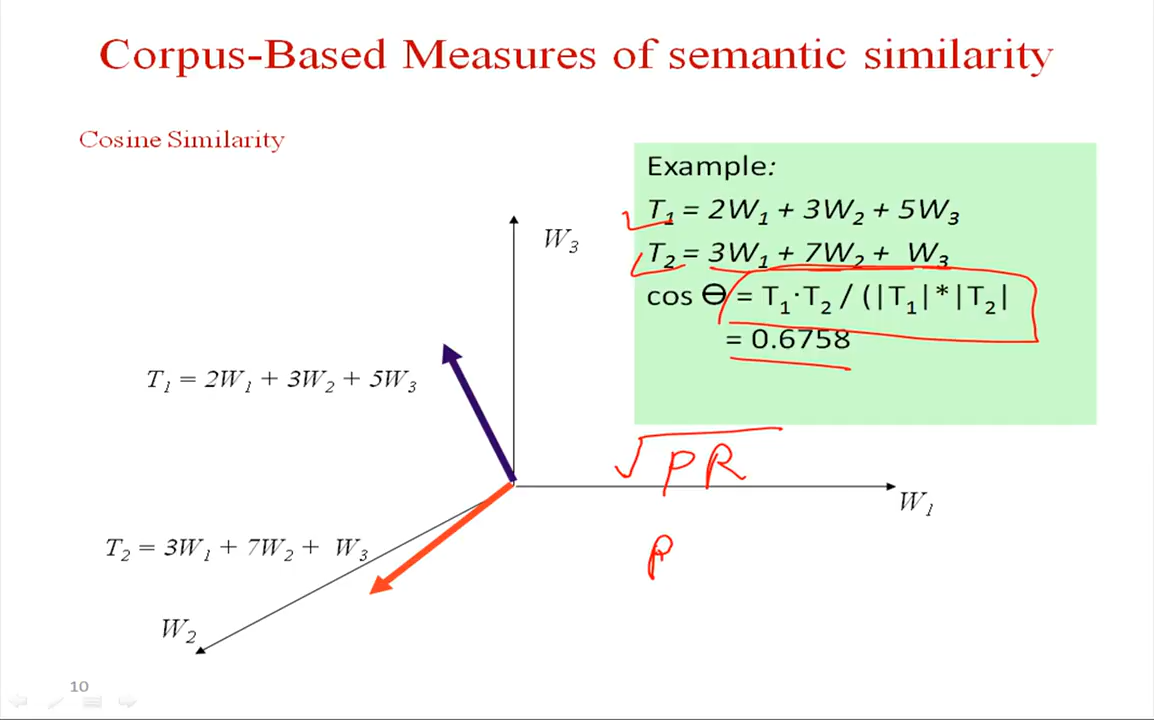 Corpus-Based Measures of semantic similarity
Cosine Similarity
Example:
T₁ = 2W₁ + 3W₂ + 5W₃
T₂ = 3W₁ + 7W₂ + W₃
cos Θ = T₁·T₂ / (|T₁|*|T₂|
= 0.6758
W₃
T₁ = 2W₁ + 3W₂ + 5W₃
√PR
W₁
T₂ = 3W₁ + 7W₂ + W₃
W₂
10